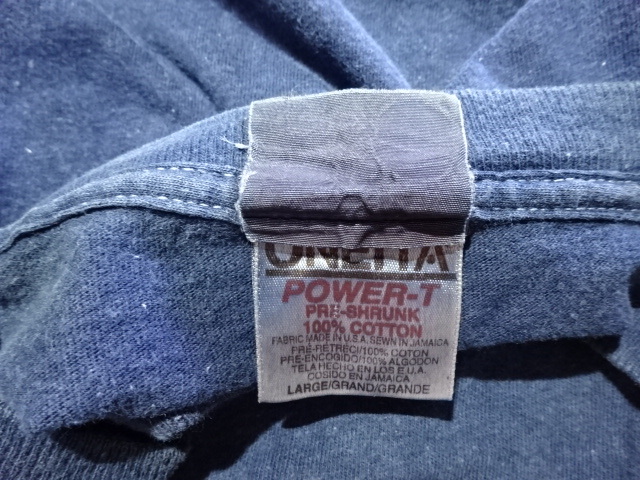 ONEITA
POWER-T
PRE-SHRUNK
100% COTTON
FABRIC MADE IN U.S.A. SEWN IN JAMAICA
PRE-RETRECI/100% COTON
PRE-ENCOGIDO/100% ALGODON
TELA HECHO EN LOS E.U.A.
COSIDO EN JAMAICA
LARGE/GRAND/GRANDE